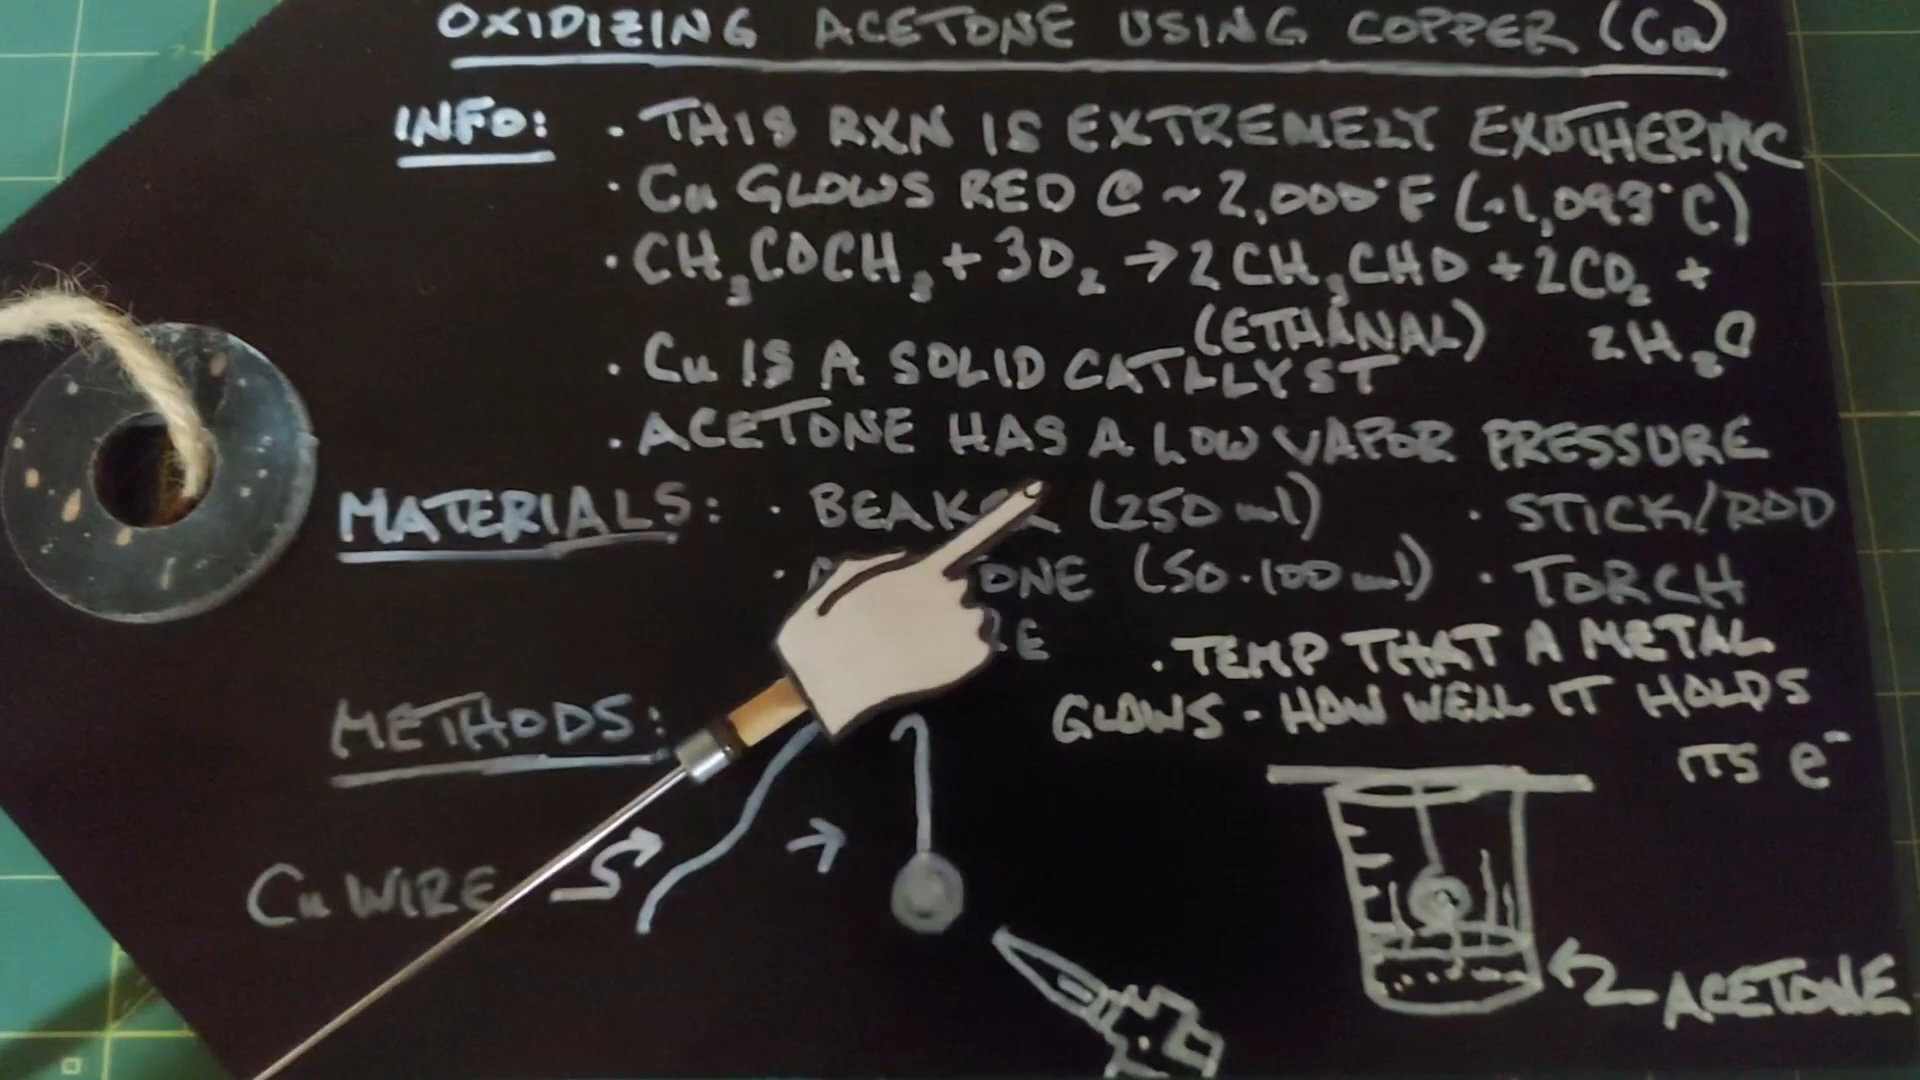 OXIDIZING ACETONE USING COPPER (Cu)
INFO: · THIS RXN IS EXTREMELY EXOTHERMIC
· Cu GLOWS RED @ ~2,000°F (~1,093°C)
· CH₃COCH₃ + 3O₂ → 2CH₃CHO + 2CO₂ +
(ETHANAL) 2H₂O
· Cu IS A SOLID CATALYST
· ACETONE HAS A LOW VAPOR PRESSURE
MATERIALS: · (250 ml) · STICK/ROD
(50-100 ml) · TORCH
· TEMP THAT A METAL
GLOWS - HOW WELL IT HOLDS
ITS e⁻
METHODS:
Cu WIRE
ACETONE